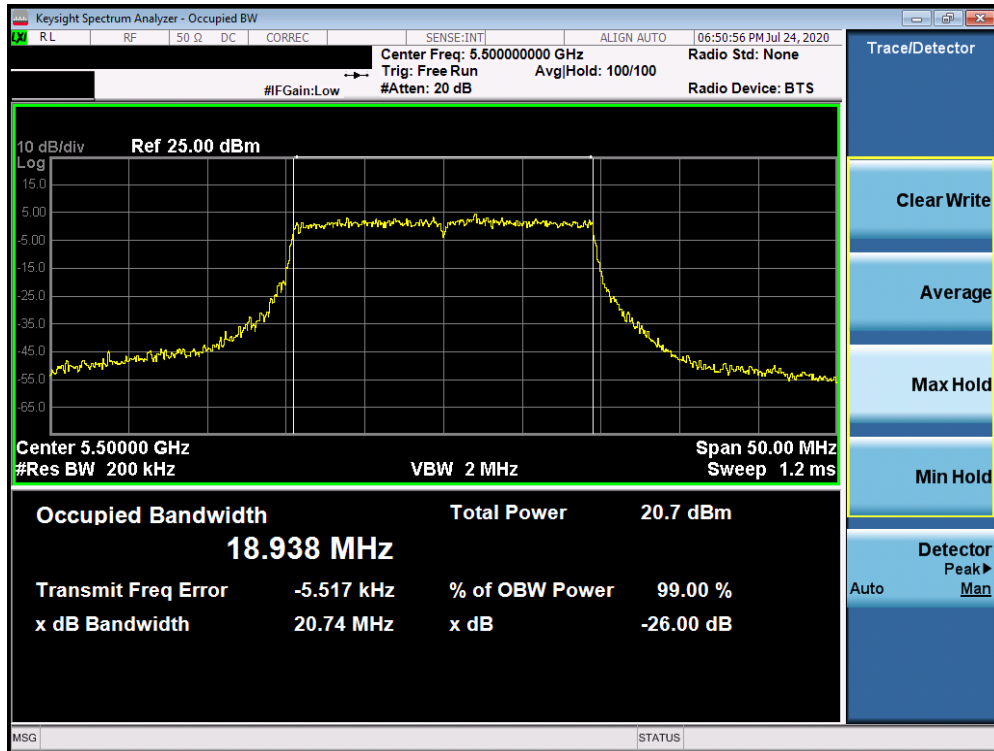 Keysight Spectrum Analyzer - Occupied BW
LXI RL RF 50 Ω DC CORREC SENSE:INT ALIGN AUTO 06:50:56 PM Jul 24, 2020
Center Freq: 5.500000000 GHz Radio Std: None
Trig: Free Run Avg|Hold: 100/100
#IFGain:Low #Atten: 20 dB Radio Device: BTS
10 dB/div Ref 25.00 dBm
Log
15.0
5.00
-5.00
-15.0
-25.0
-35.0
-45.0
-55.0
-65.0
Center 5.50000 GHz Span 50.00 MHz
#Res BW 200 kHz VBW 2 MHz Sweep 1.2 ms
Occupied Bandwidth Total Power 20.7 dBm
18.938 MHz
Transmit Freq Error -5.517 kHz % of OBW Power 99.00 %
x dB Bandwidth 20.74 MHz x dB -26.00 dB
MSG STATUS
Trace/Detector
Clear Write
Average
Max Hold
Min Hold
Detector
Peak▶
Auto Man